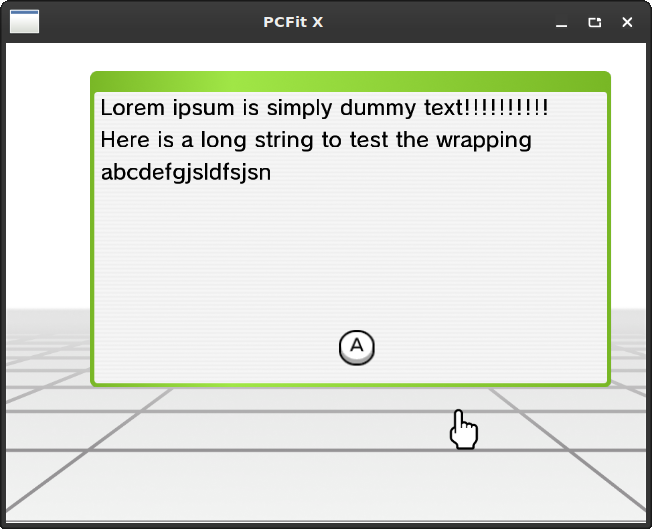 PCFit X
Lorem ipsum is simply dummy text!!!!!!!!!!
Here is a long string to test the wrapping
abcdefgjsldfsjsn
A